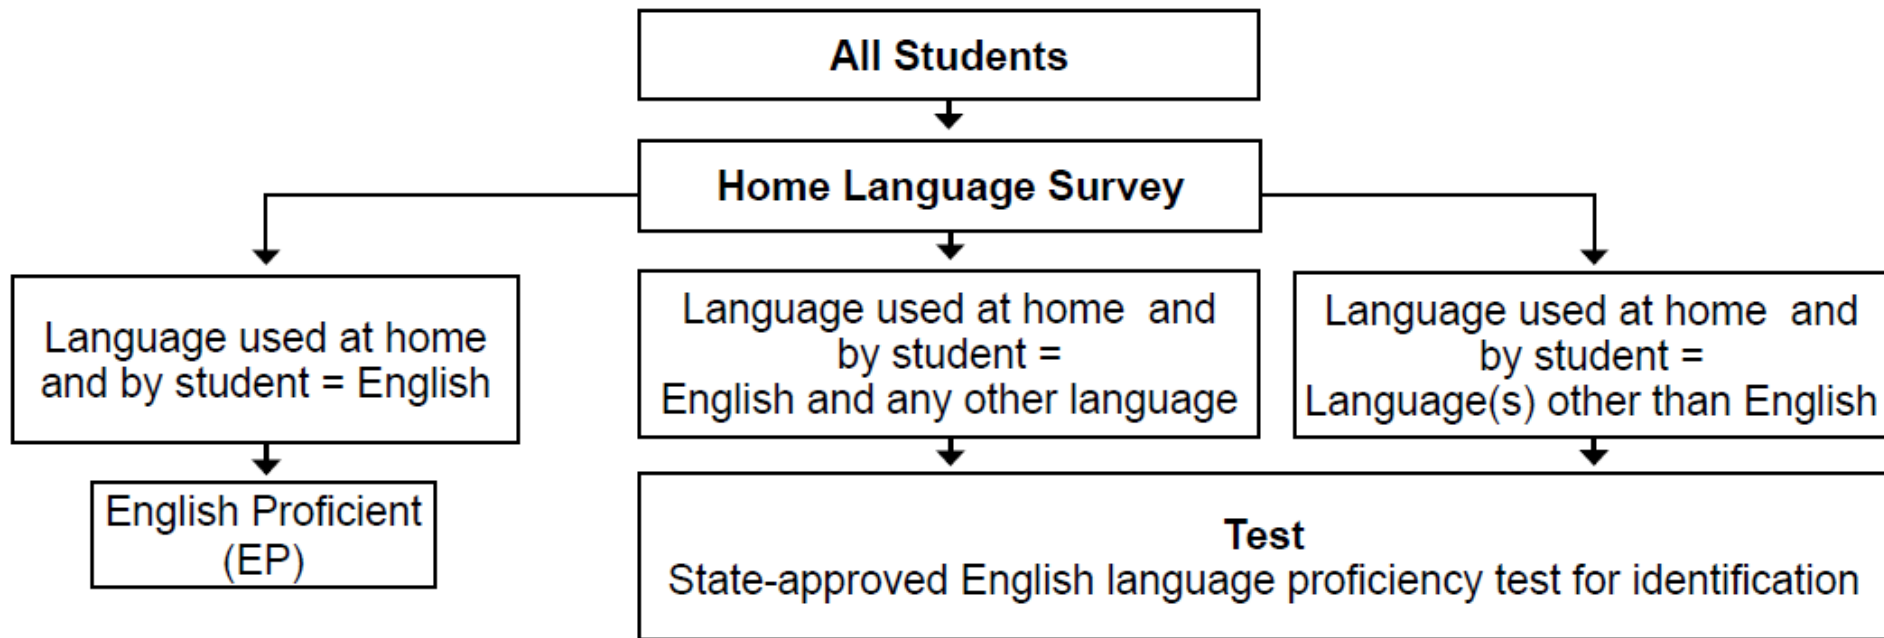 All Students
Home Language Survey
Language used at home
and by student = English
Language used at home and
by student =
English and any other language
Language used at home and
by student =
Language(s) other than English
English Proficient
(EP)
Test
State-approved English language proficiency test for identification